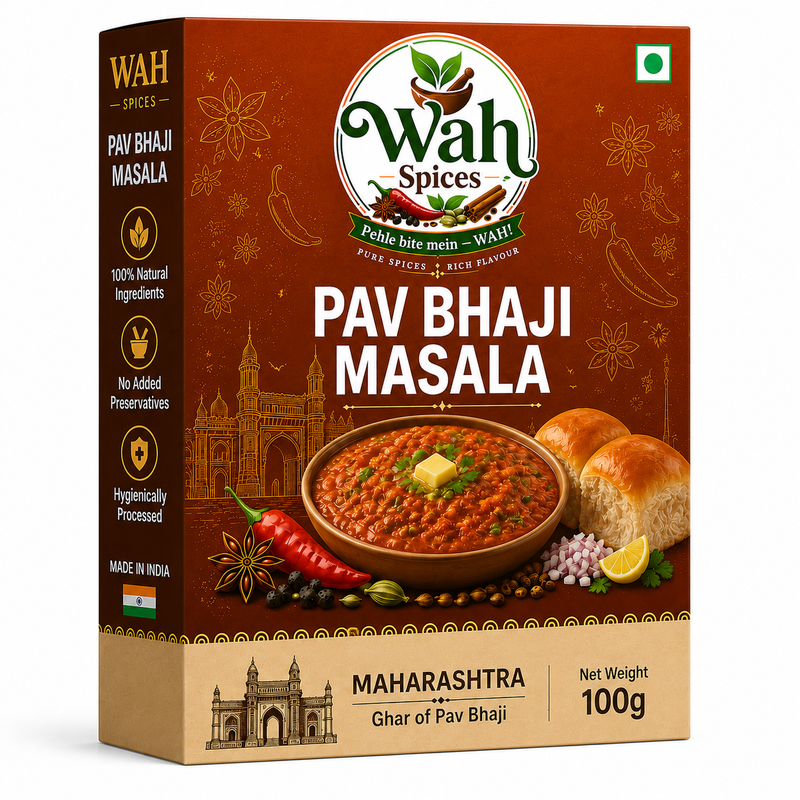 WAH
SPICES
PAV BHAJI
MASALA
100% Natural
Ingredients
No Added
Preservatives
Hygienically
Processed
MADE IN INDIA
Wah
Spices
Pehle bite mein – WAH!
PURE SPICES RICH FLAVOUR
PAV BHAJI
MASALA
MAHARASHTRA
Ghar of Pav Bhaji
Net Weight
100g